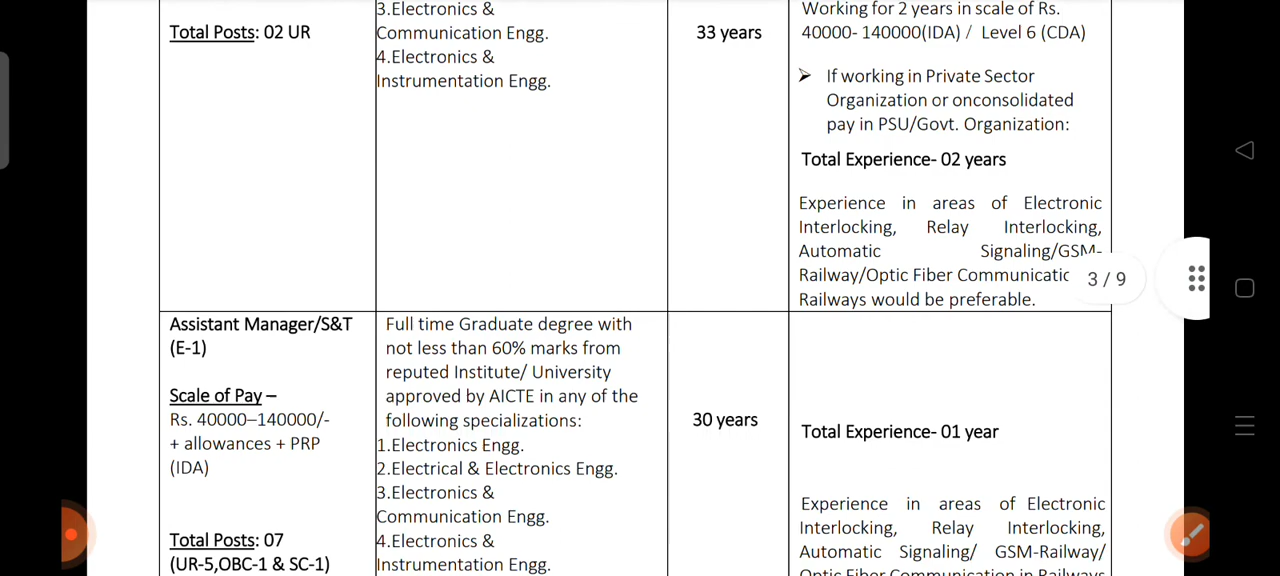 Total Posts: 02 UR
3.Electronics &
Communication Engg.
4.Electronics &
Instrumentation Engg.
33 years
Working for 2 years in scale of Rs.
40000- 140000(IDA) / Level 6 (CDA)
➢ If working in Private Sector
Organization or onconsolidated
pay in PSU/Govt. Organization:
Total Experience- 02 years
Experience in areas of Electronic
Interlocking, Relay Interlocking,
Automatic Signaling/GSM-
Railway/Optic Fiber Communicatio
Railways would be preferable.
3 / 9
Assistant Manager/S&T
(E-1)
Scale of Pay –
Rs. 40000–140000/-
+ allowances + PRP
(IDA)
Total Posts: 07
(UR-5,OBC-1 & SC-1)
Full time Graduate degree with
not less than 60% marks from
reputed Institute/ University
approved by AICTE in any of the
following specializations:
1.Electronics Engg.
2.Electrical & Electronics Engg.
3.Electronics &
Communication Engg.
4.Electronics &
Instrumentation Engg.
30 years
Total Experience- 01 year
Experience in areas of Electronic
Interlocking, Relay Interlocking,
Automatic Signaling/ GSM-Railway/
Optic Fiber Communication in Railways